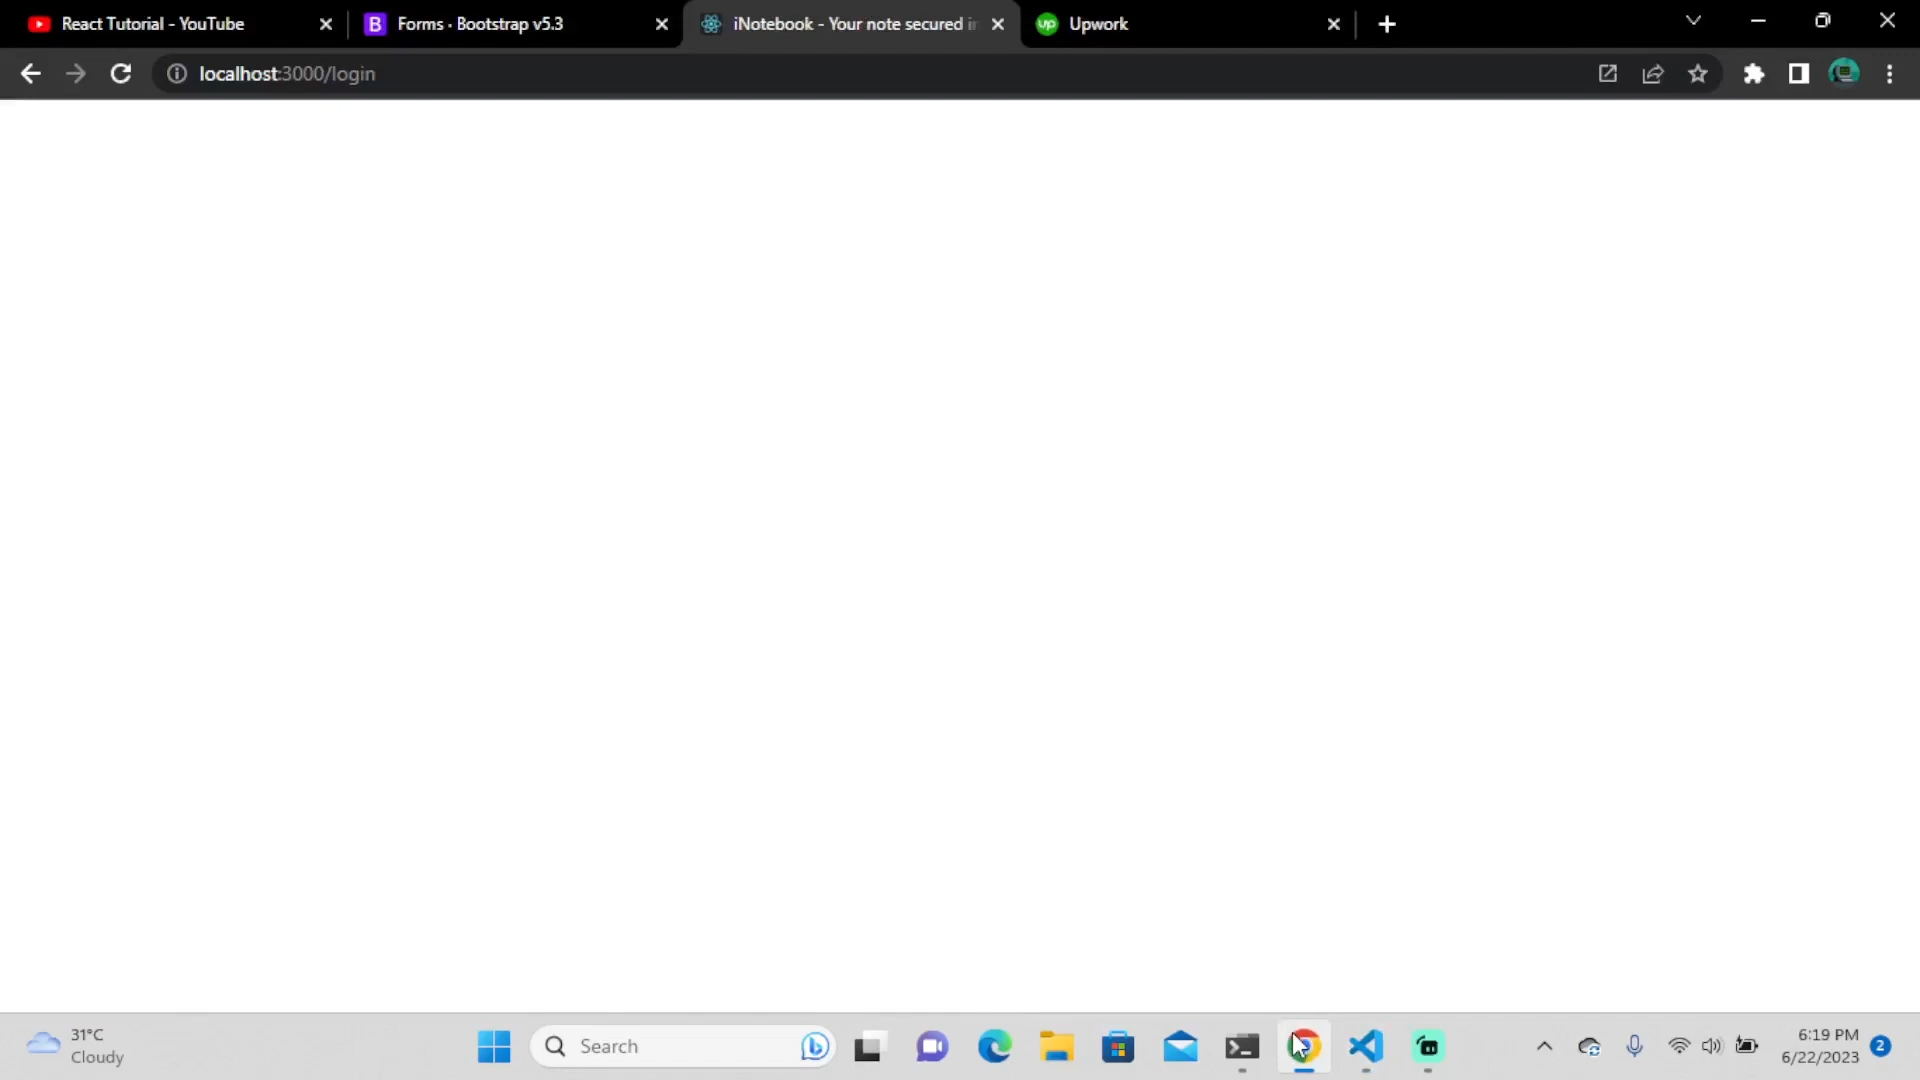 React Tutorial - YouTube
Forms · Bootstrap v5.3
iNotebook - Your note secured in
Upwork
localhost:3000/login
31°C
Cloudy
Search
6:19 PM
6/22/2023
2